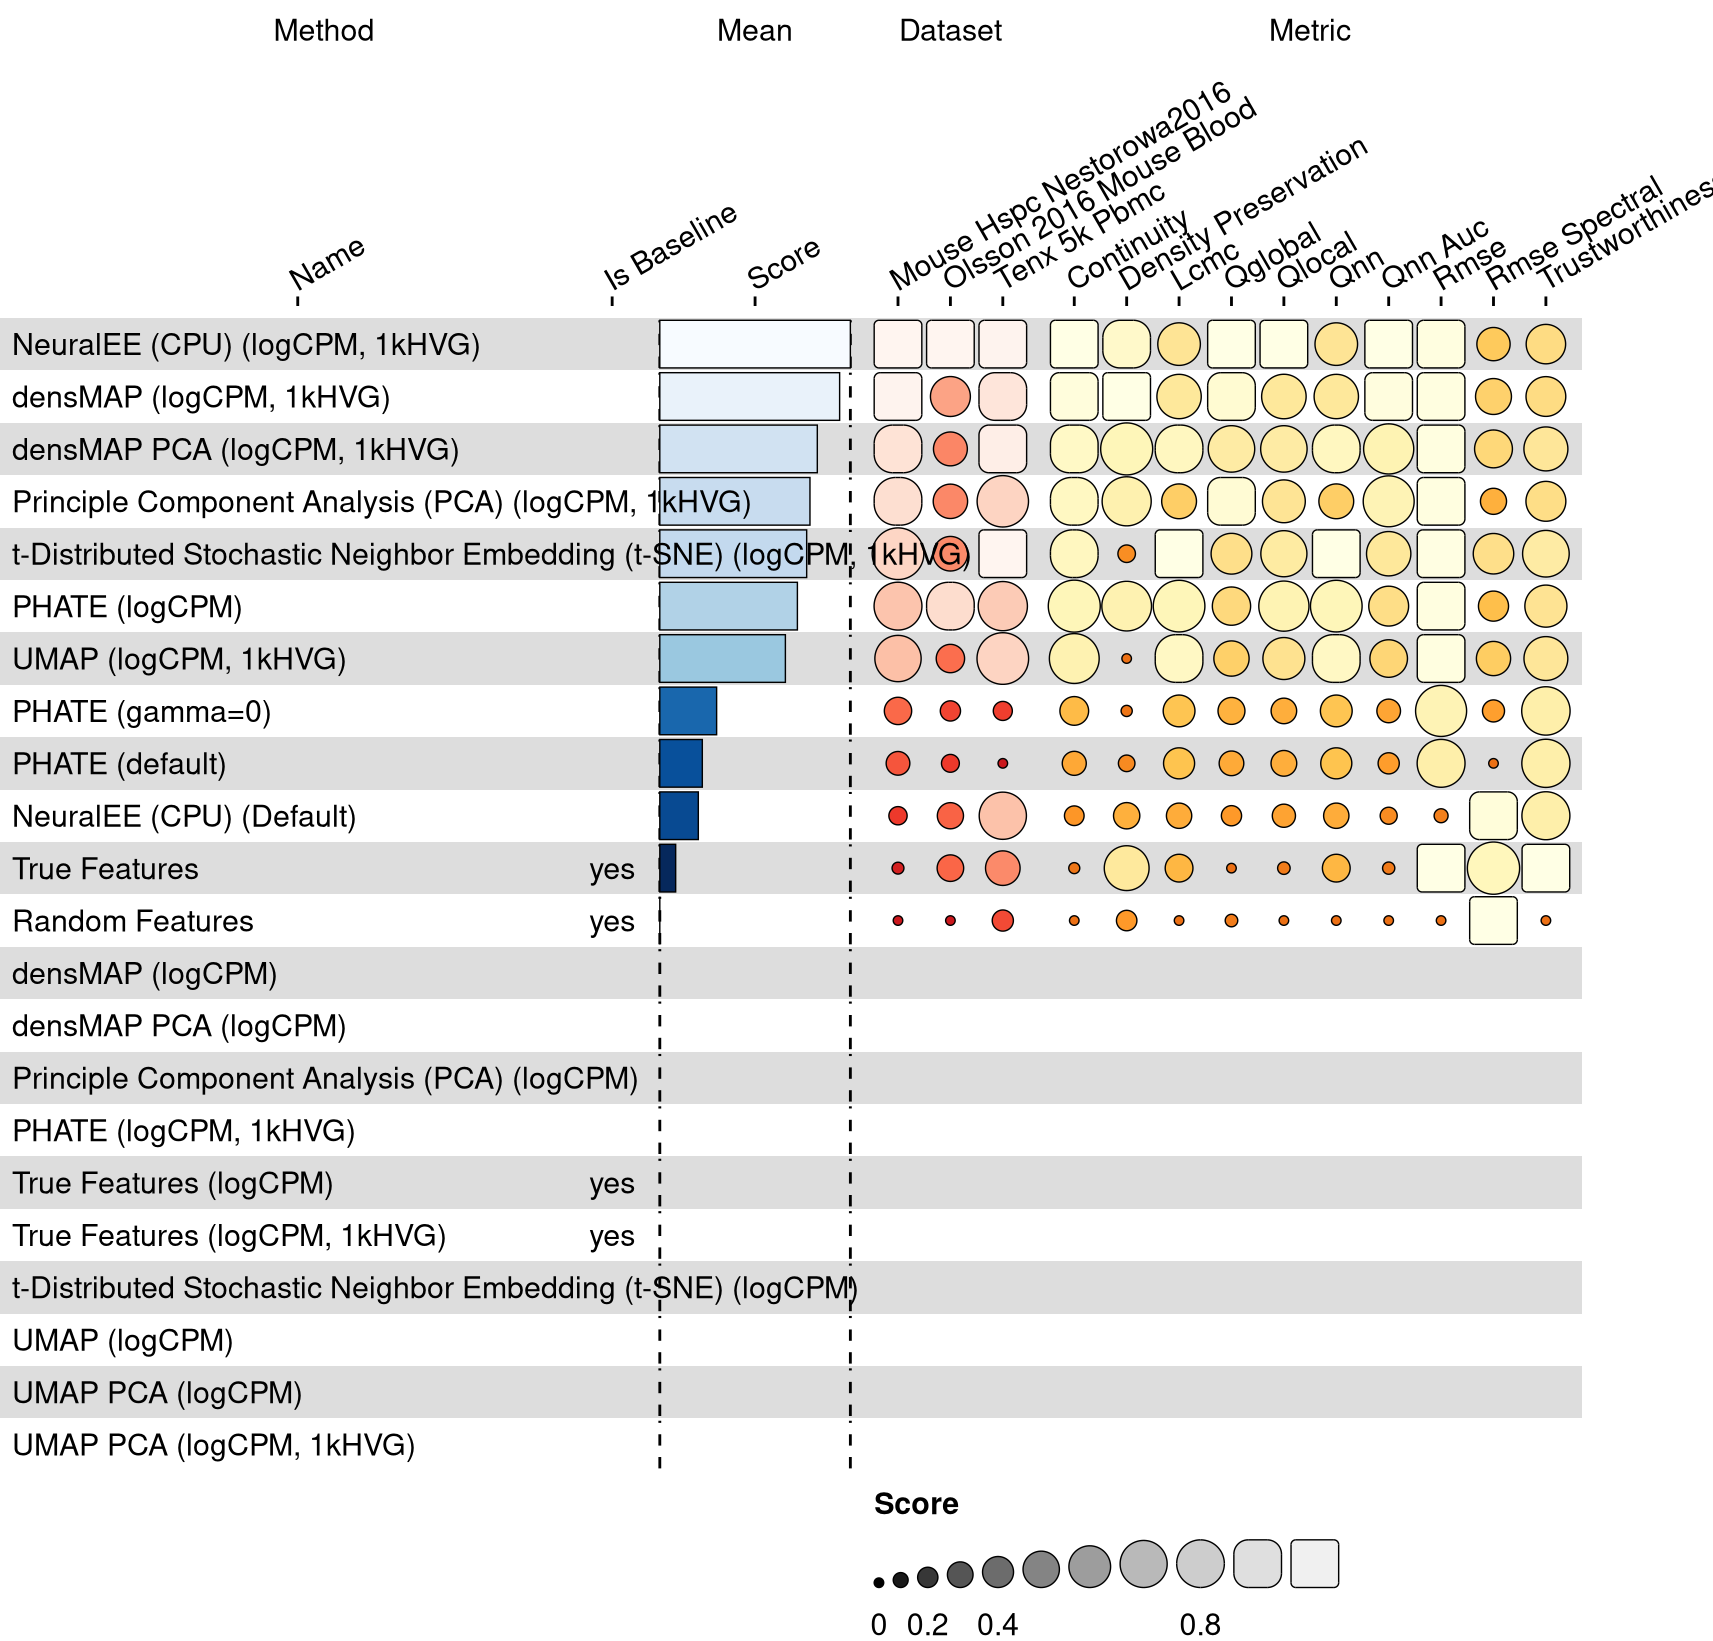 Method Mean Dataset Metric
Name
Is Baseline
Score
Mouse Hspc Nestorowa2016
Olsson 2016 Mouse Blood
Tenx 5k Pbmc
Continuity
Density Preservation
Lcmc
Qglobal
Qlocal
Qnn
Qnn Auc
Rmse
Rmse Spectral
Trustworthiness
NeuralEE (CPU) (logCPM, 1kHVG)
densMAP (logCPM, 1kHVG)
densMAP PCA (logCPM, 1kHVG)
Principle Component Analysis (PCA) (logCPM, 1kHVG)
t-Distributed Stochastic Neighbor Embedding (t-SNE) (logCPM, 1kHVG)
PHATE (logCPM)
UMAP (logCPM, 1kHVG)
PHATE (gamma=0)
PHATE (default)
NeuralEE (CPU) (Default)
True Features yes
Random Features yes
densMAP (logCPM)
densMAP PCA (logCPM)
Principle Component Analysis (PCA) (logCPM)
PHATE (logCPM, 1kHVG)
True Features (logCPM) yes
True Features (logCPM, 1kHVG) yes
t-Distributed Stochastic Neighbor Embedding (t-SNE) (logCPM)
UMAP (logCPM)
UMAP PCA (logCPM)
UMAP PCA (logCPM, 1kHVG)
Score
0 0.2 0.4 0.8